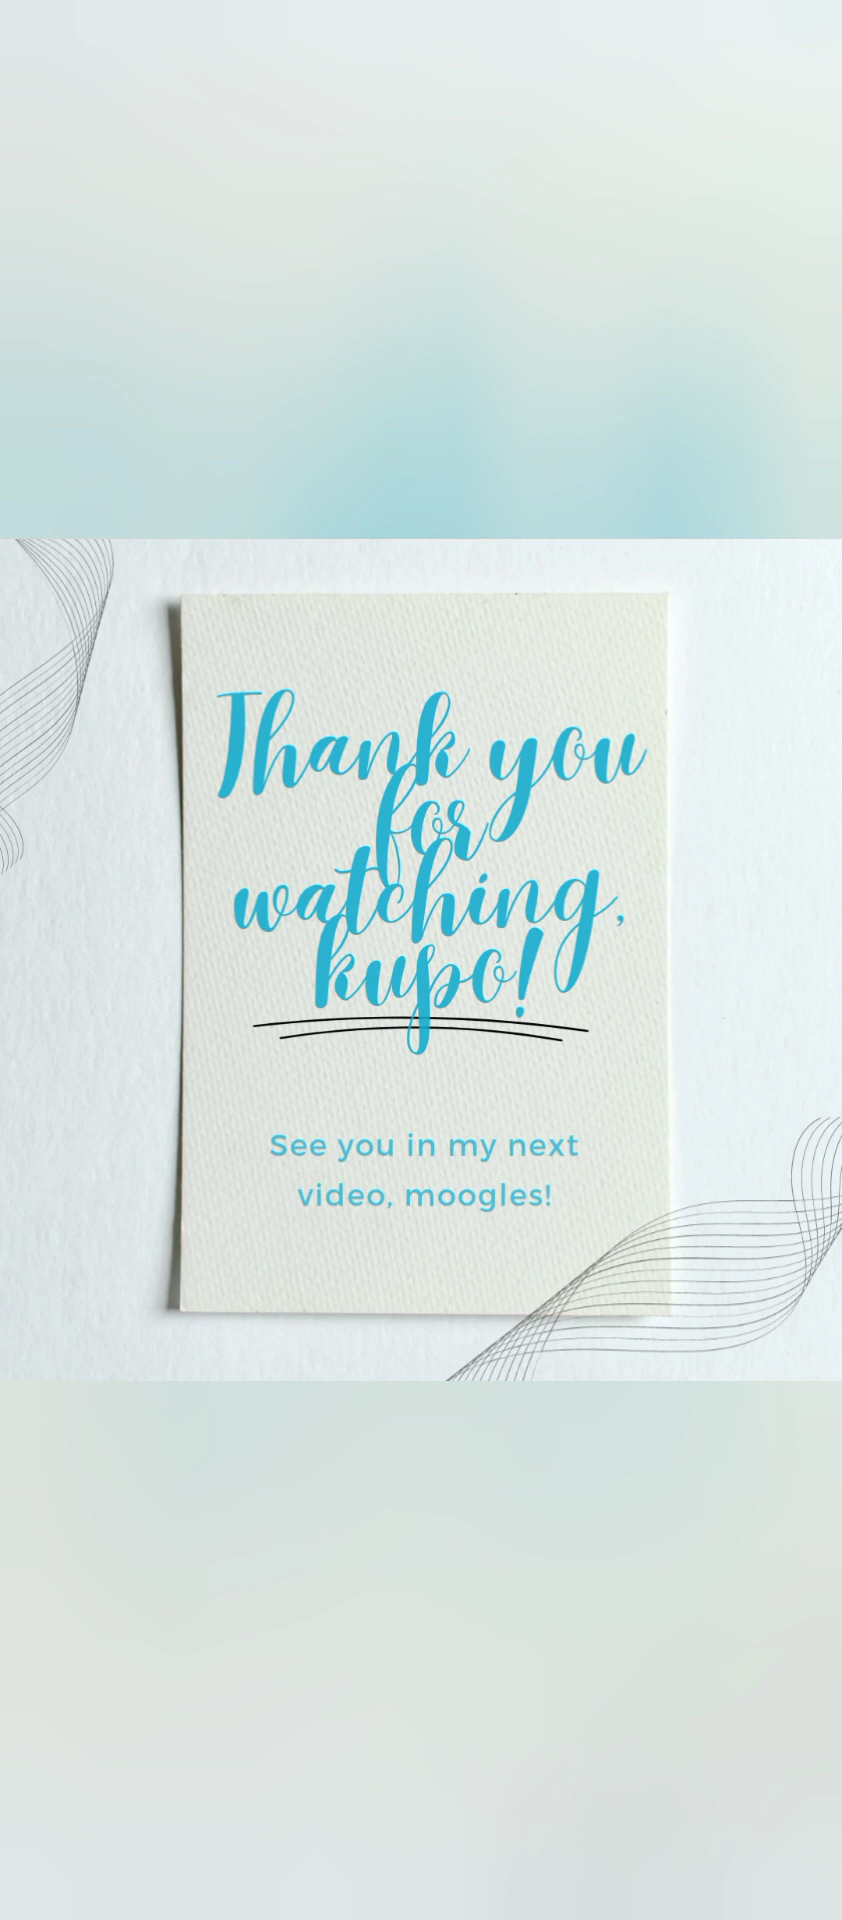 Thank you
for
watching,
kupo!
See you in my next
video, moogles!